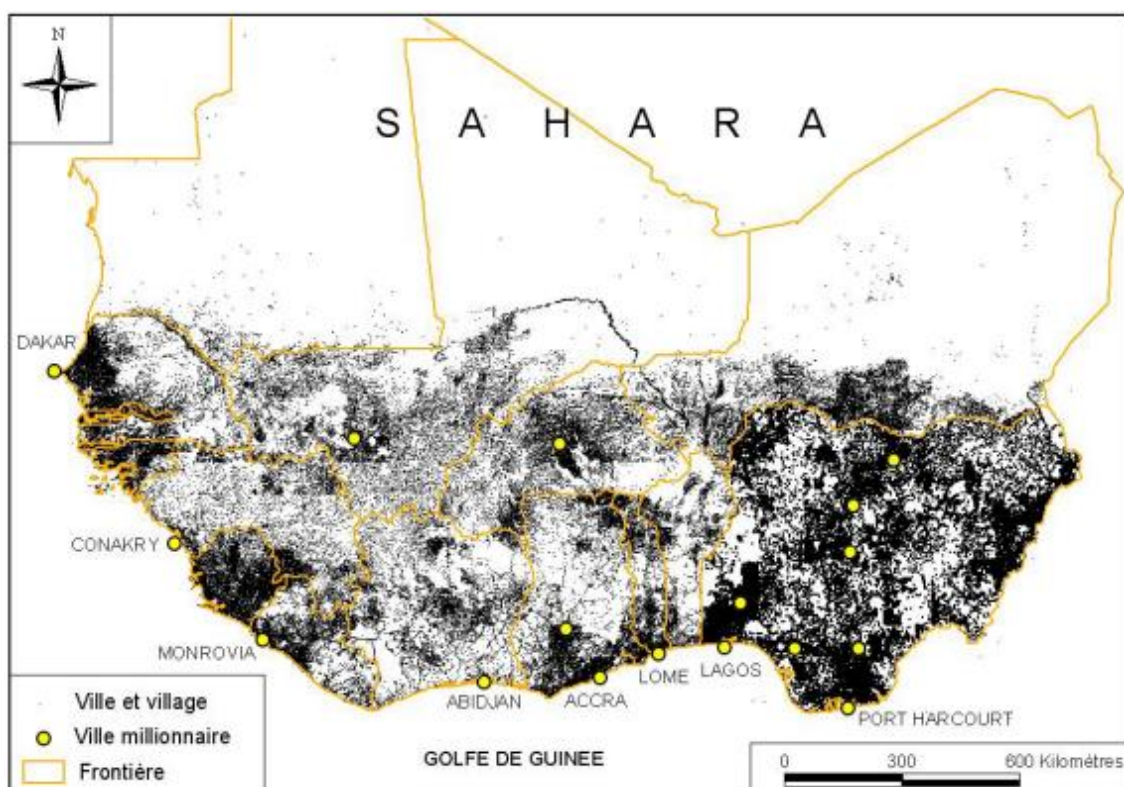 N
S A H A R A
DAKAR
CONAKRY
MONROVIA
ABIDJAN
ACCRA
LOME
LAGOS
PORT HARCOURT
GOLFE DE GUINEE
Ville et village
Ville millionnaire
Frontière
0 300 600 Kilométres